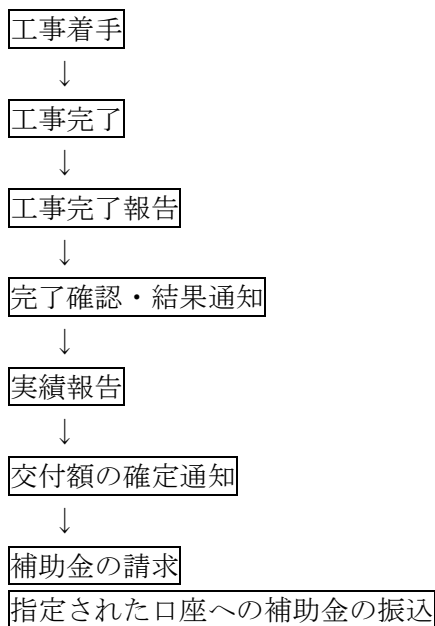 工事着手
↓
工事完了
↓
工事完了報告
↓
完了確認・結果通知
↓
実績報告
↓
交付額の確定通知
↓
補助金の請求
指定された口座への補助金の振込